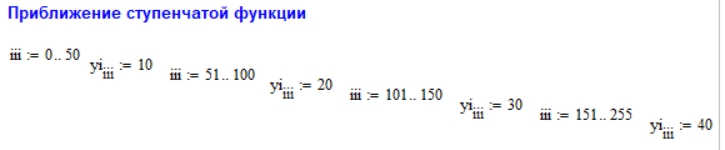 Приближение ступенчатой функции
iii := 0.. 50 yi_iii := 10 iii := 51.. 100 yi_iii := 20 iii := 101.. 150 yi_iii := 30 iii := 151.. 255 yi_iii := 40